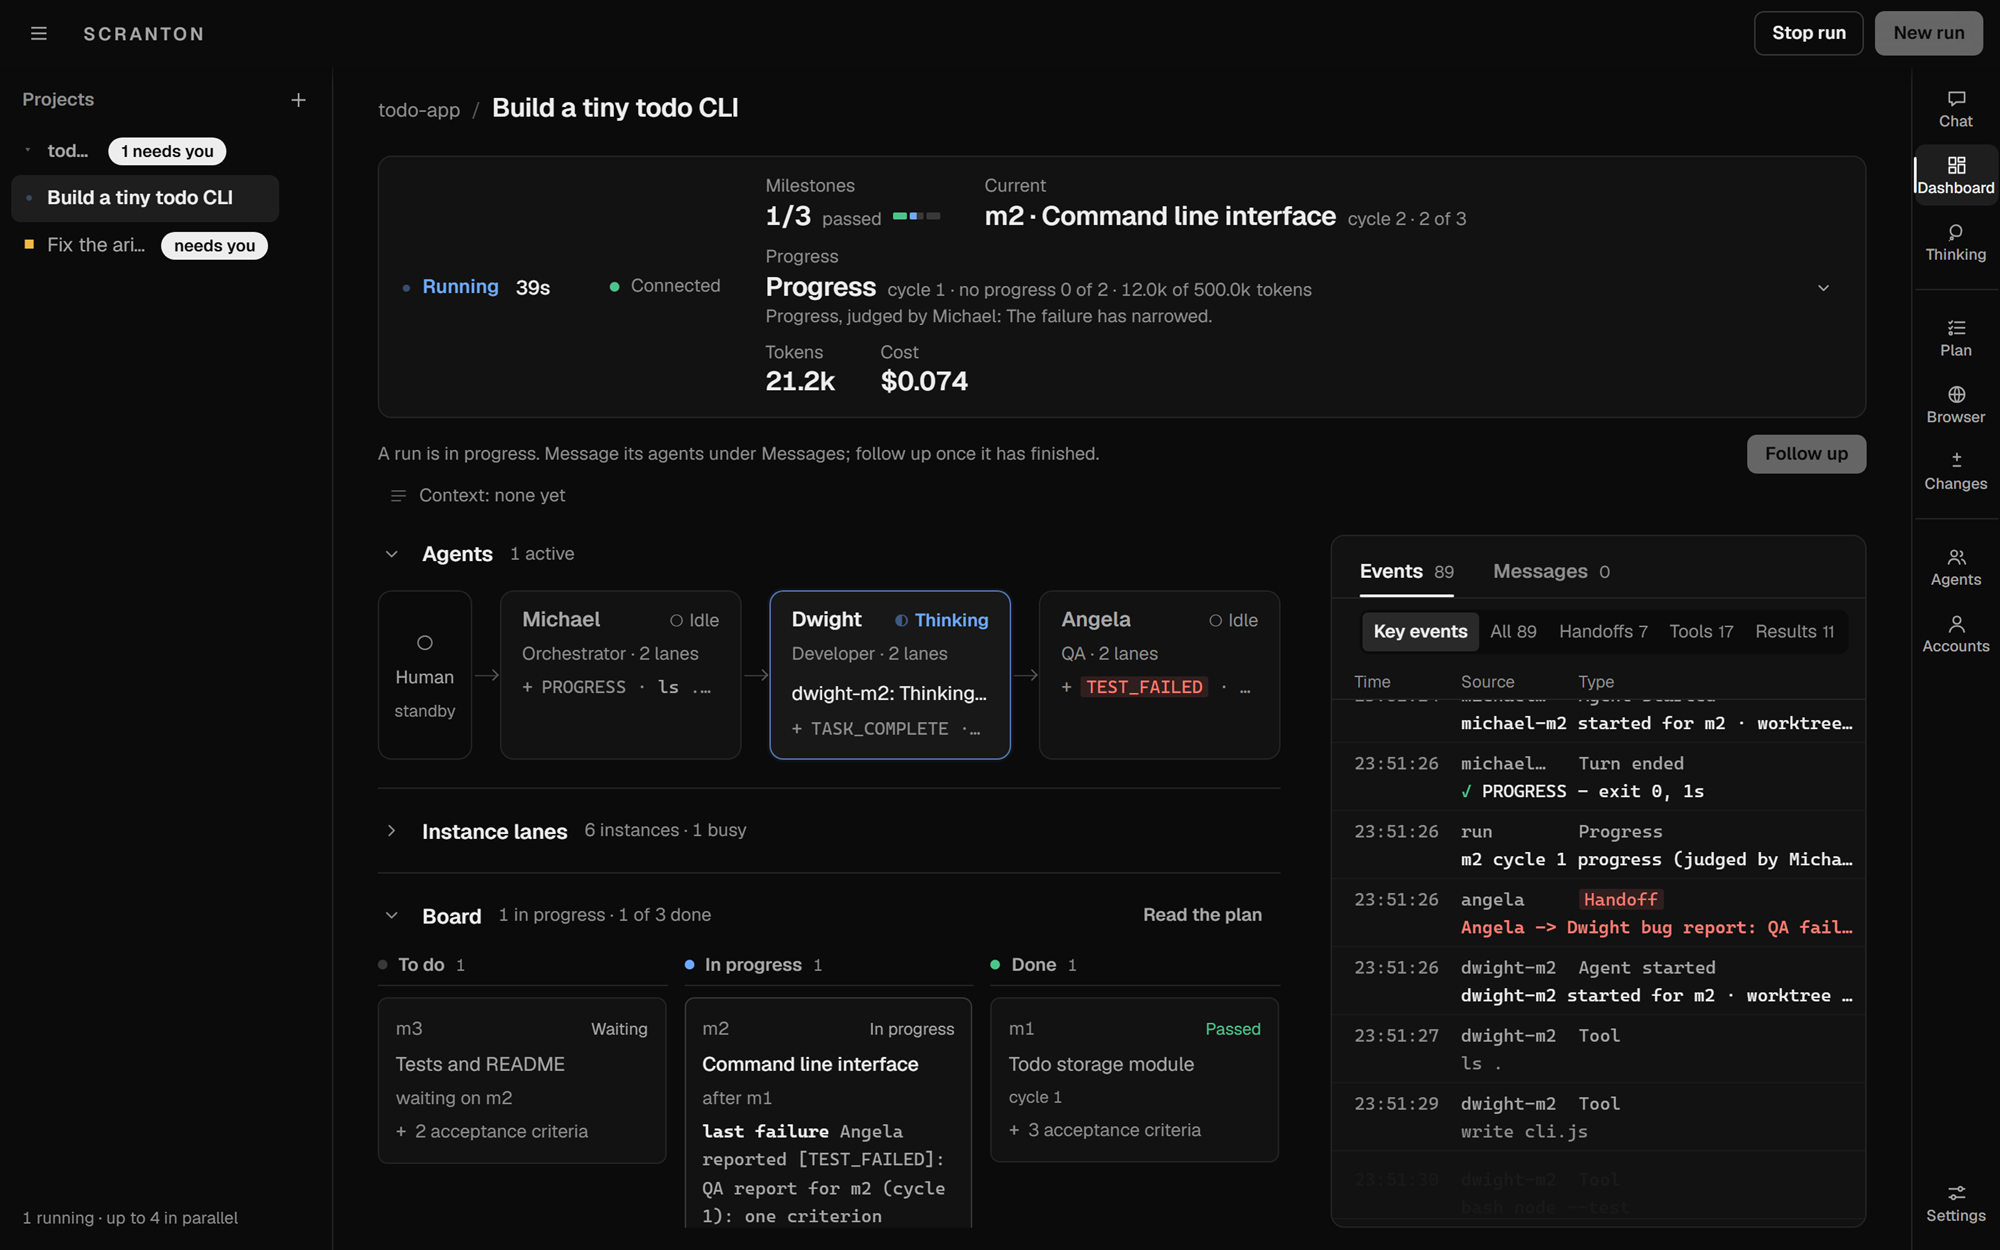 SCRANTON
Stop run
New run
Projects
tod... 1 needs you
Build a tiny todo CLI
Fix the ari... needs you
1 running · up to 4 in parallel
todo-app / Build a tiny todo CLI
Running 39s
Connected
Milestones
1/3 passed
Current
m2 · Command line interface cycle 2 · 2 of 3
Progress
Progress cycle 1 · no progress 0 of 2 · 12.0k of 500.0k tokens
Progress, judged by Michael: The failure has narrowed.
Tokens
21.2k
Cost
$0.074
A run is in progress. Message its agents under Messages; follow up once it has finished.
Follow up
Context: none yet
Agents 1 active
Human
standby
Michael Idle
Orchestrator · 2 lanes
+ PROGRESS · ls ....
Dwight Thinking
Developer · 2 lanes
dwight-m2: Thinking...
+ TASK_COMPLETE ·...
Angela Idle
QA · 2 lanes
+ TEST_FAILED · ...
Instance lanes 6 instances · 1 busy
Board 1 in progress · 1 of 3 done
Read the plan
To do 1
m3 Waiting
Tests and README
waiting on m2
+ 2 acceptance criteria
In progress 1
m2 In progress
Command line interface
after m1
last failure Angela
reported [TEST_FAILED]:
QA report for m2 (cycle
1): one criterion
Done 1
m1 Passed
Todo storage module
cycle 1
+ 3 acceptance criteria
Events 89
Messages 0
Key events All 89 Handoffs 7 Tools 17 Results 11
Time Source Type
michael-m2 started for m2 · worktree...
23:51:26 michael... Turn ended
✓ PROGRESS – exit 0, 1s
23:51:26 run Progress
m2 cycle 1 progress (judged by Micha...
23:51:26 angela Handoff
Angela -> Dwight bug report: QA fail...
23:51:26 dwight-m2 Agent started
dwight-m2 started for m2 · worktree ...
23:51:27 dwight-m2 Tool
ls .
23:51:29 dwight-m2 Tool
write cli.js
23:51:30 dwight-m2 Tool
bash node --test
Chat
Dashboard
Thinking
Plan
Browser
Changes
Agents
Accounts
Settings